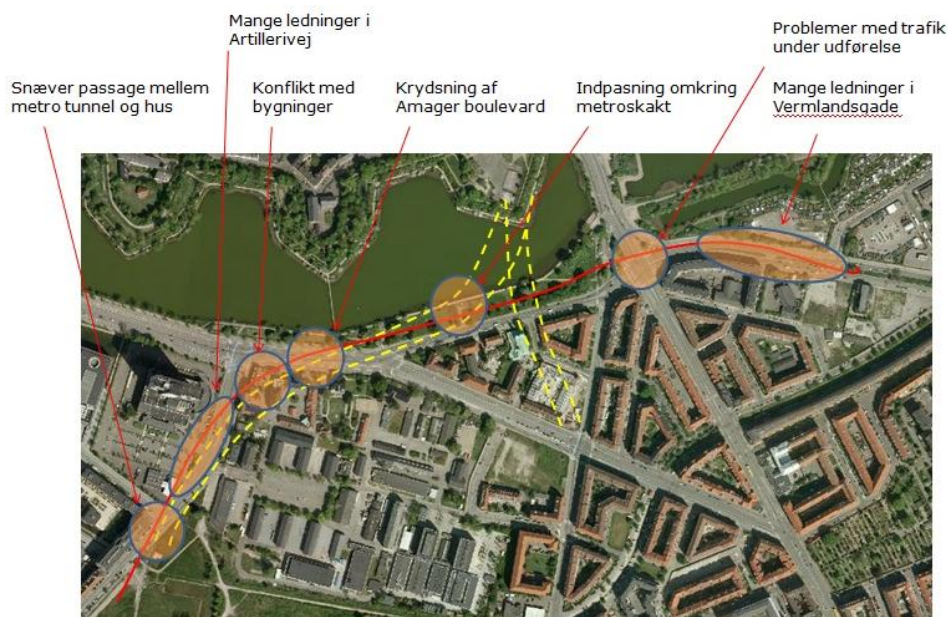 Mange ledninger i
Artillerivej
Snæver passage mellem
metro tunnel og hus
Konflikt med
bygninger
Krydsning af
Amager boulevard
Indpasning omkring
metroskakt
Problemer med trafik
under udførelse
Mange ledninger i
Vermlandsgade